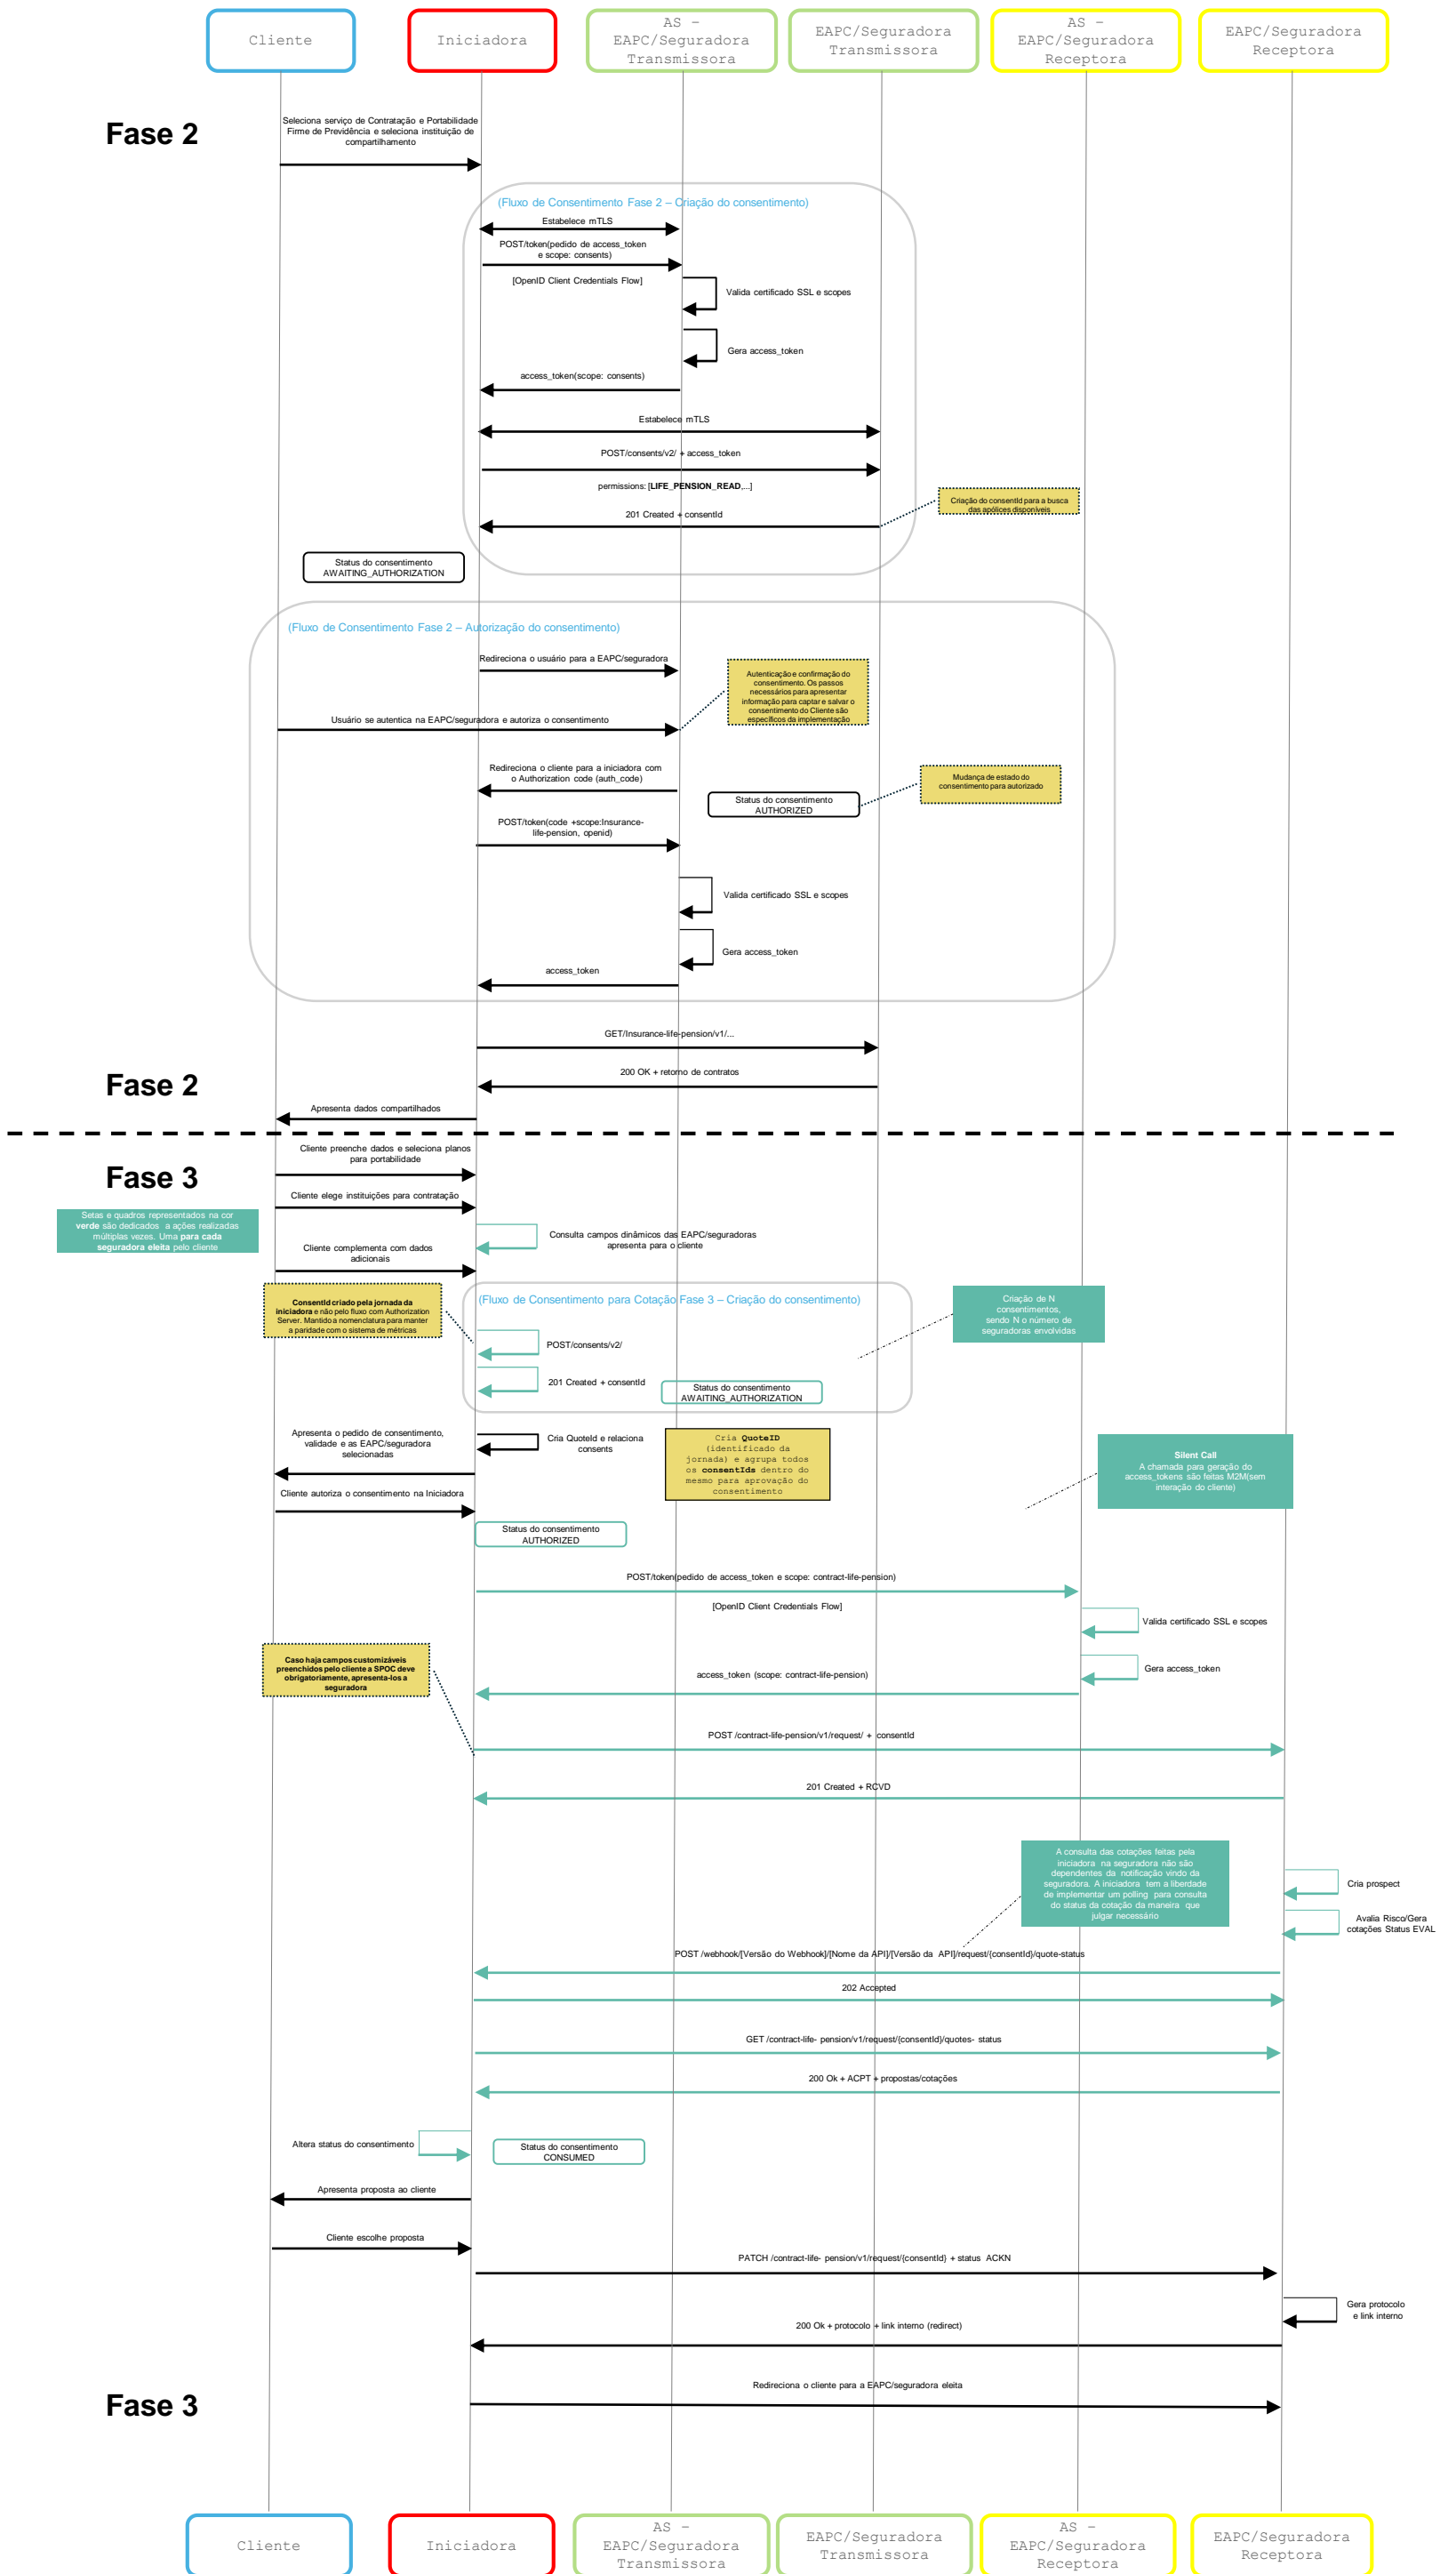 Cliente
Iniciadora
AS –
EAPC/Seguradora
Transmissora
EAPC/Seguradora
Transmissora
AS –
EAPC/Seguradora
Receptora
EAPC/Seguradora
Receptora
Fase 2
Seleciona serviço de Contratação e Portabilidade
Firme de Previdência e seleciona instituição de
compartilhamento
(Fluxo de Consentimento Fase 2 – Criação do consentimento)
Estabelece mTLS
POST/token(pedido de access_token
e scope: consents)
[OpenID Client Credentials Flow]
Valida certificado SSL e scopes
Gera access_token
access_token(scope: consents)
Estabelece mTLS
POST/consents/v2/ + access_token
permissions: [LIFE_PENSION_READ,...]
Criação do consentId para a busca
das apólices disponíveis
201 Created + consentId
Status do consentimento
AWAITING_AUTHORIZATION
(Fluxo de Consentimento Fase 2 – Autorização do consentimento)
Redireciona o usuário para a EAPC/seguradora
Autenticação e confirmação do
consentimento. Os passos
necessários para apresentar
informação para captar e salvar o
consentimento do Cliente são
específicos da implementação
Usuário se autentica na EAPC/seguradora e autoriza o consentimento
Redireciona o cliente para a iniciadora com
o Authorization code (auth_code)
Mudança de estado do
consentimento para autorizado
Status do consentimento
AUTHORIZED
POST/token(code +scope:Insurance-
life-pension, openid)
Valida certificado SSL e scopes
Gera access_token
access_token
GET/Insurance-life-pension/v1/...
Fase 2
200 OK + retorno de contratos
Apresenta dados compartilhados
Cliente preenche dados e seleciona planos
para portabilidade
Fase 3
Cliente elege instituições para contratação
Setas e quadros representados na cor
verde são dedicados a ações realizadas
múltiplas vezes. Uma para cada
seguradora eleita pelo cliente
Consulta campos dinâmicos das EAPC/seguradoras
apresenta para o cliente
Cliente complementa com dados
adicionais
ConsentId criado pela jornada da
iniciadora e não pelo fluxo com Authorization
Server. Mantido a nomenclatura para manter
a paridade com o sistema de métricas
(Fluxo de Consentimento para Cotação Fase 3 – Criação do consentimento)
Criação de N
consentimentos,
sendo N o número de
seguradoras envolvidas
POST/consents/v2/
201 Created + consentId
Status do consentimento
AWAITING_AUTHORIZATION
Apresenta o pedido de consentimento,
validade e as EAPC/seguradora
selecionadas
Cria QuoteId e relaciona
consents
Cria QuoteID
(identificado da
jornada) e agrupa todos
os consentIds dentro do
mesmo para aprovação do
consentimento
Silent Call
A chamada para geração do
access_tokens são feitas M2M(sem
interação do cliente)
Cliente autoriza o consentimento na Iniciadora
Status do consentimento
AUTHORIZED
POST/token(pedido de access_token e scope: contract-life-pension)
[OpenID Client Credentials Flow]
Valida certificado SSL e scopes
Caso haja campos customizáveis
preenchidos pelo cliente a SPOC deve
obrigatoriamente, apresenta-los a
seguradora
Gera access_token
access_token (scope: contract-life-pension)
POST /contract-life-pension/v1/request/ + consentId
201 Created + RCVD
A consulta das cotações feitas pela
iniciadora na seguradora não são
dependentes da notificação vindo da
seguradora. A iniciadora tem a liberdade
de implementar um polling para consulta
do status da cotação da maneira que
julgar necessário
Cria prospect
Avalia Risco/Gera
cotações Status EVAL
POST /webhook/[Versão do Webhook]/[Nome da API]/[Versão da API]/request/{consentId}/quote-status
202 Accepted
GET /contract-life- pension/v1/request/{consentId}/quotes- status
200 Ok + ACPT + propostas/cotações
Altera status do consentimento
Status do consentimento
CONSUMED
Apresenta proposta ao cliente
Cliente escolhe proposta
PATCH /contract-life- pension/v1/request/{consentId} + status ACKN
Gera protocolo
e link interno
200 Ok + protocolo + link interno (redirect)
Redireciona o cliente para a EAPC/seguradora eleita
Fase 3
Cliente
Iniciadora
AS –
EAPC/Seguradora
Transmissora
EAPC/Seguradora
Transmissora
AS –
EAPC/Seguradora
Receptora
EAPC/Seguradora
Receptora